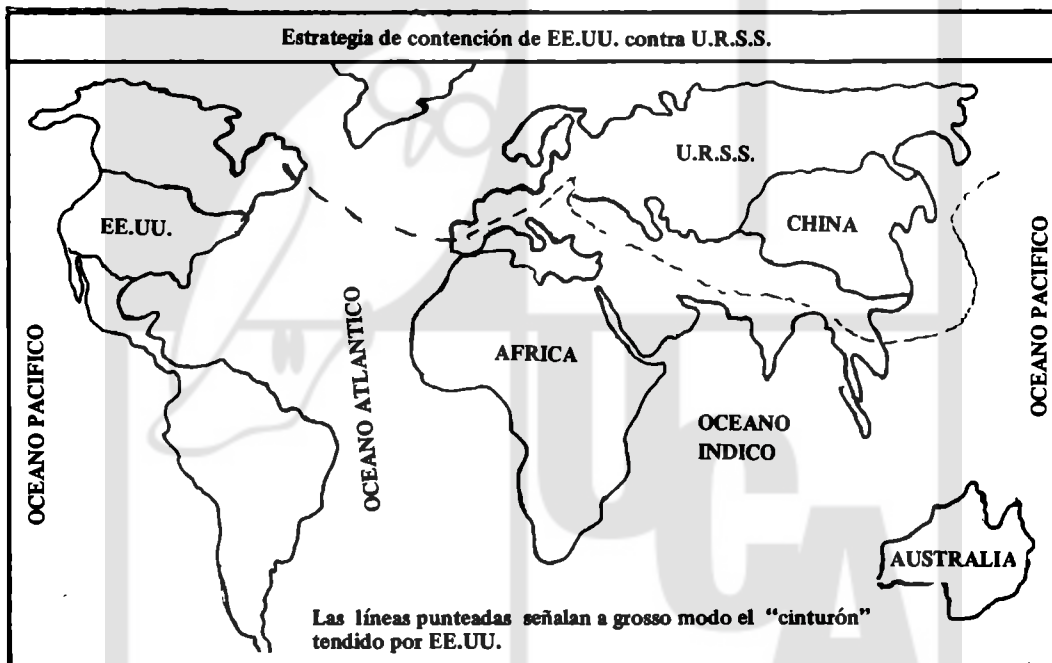 Estrategia de contención de EE.UU. contra U.R.S.S.
U.R.S.S.
EE.UU.
CHINA
OCEANO PACIFICO
OCEANO ATLANTICO
AFRICA
OCEANO PACIFICO
OCEANO
INDICO
AUSTRALIA
Las líneas punteadas señalan a grosso modo el “cinturón”
tendido por EE.UU.
UCA